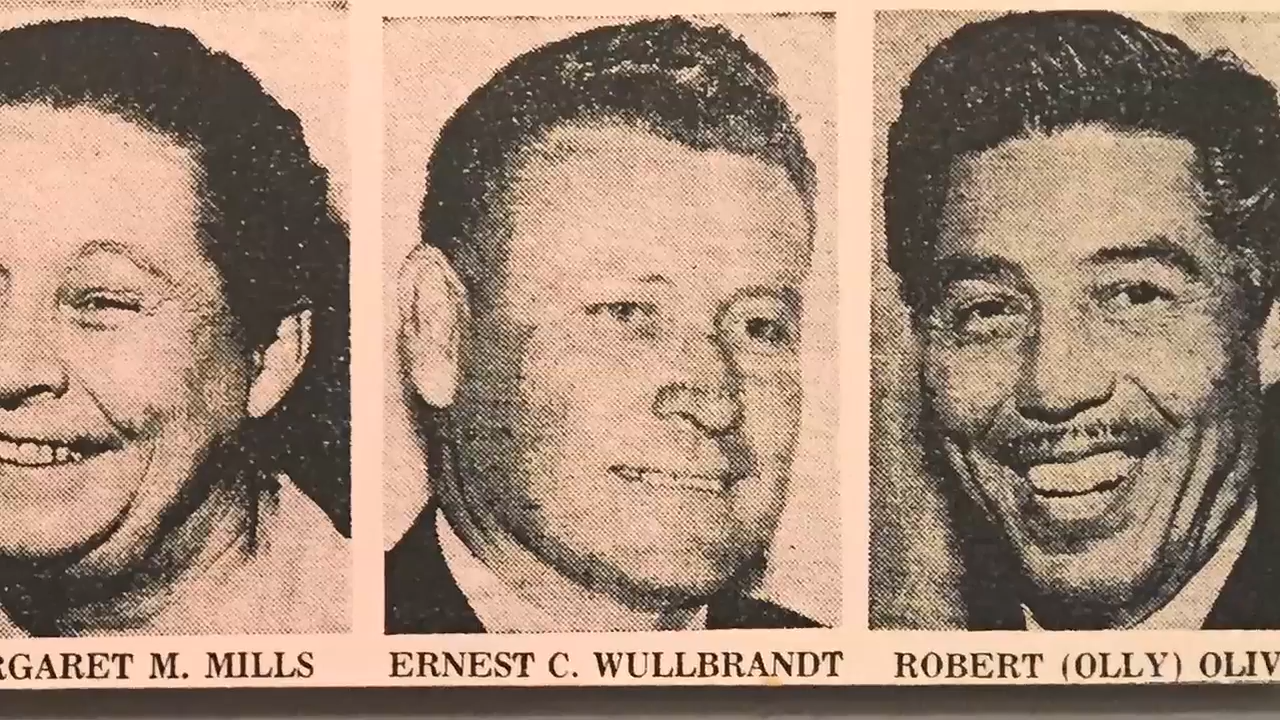 RGARET M. MILLS
ERNEST C. WULLBRANDT
ROBERT (OLLY) OLIV